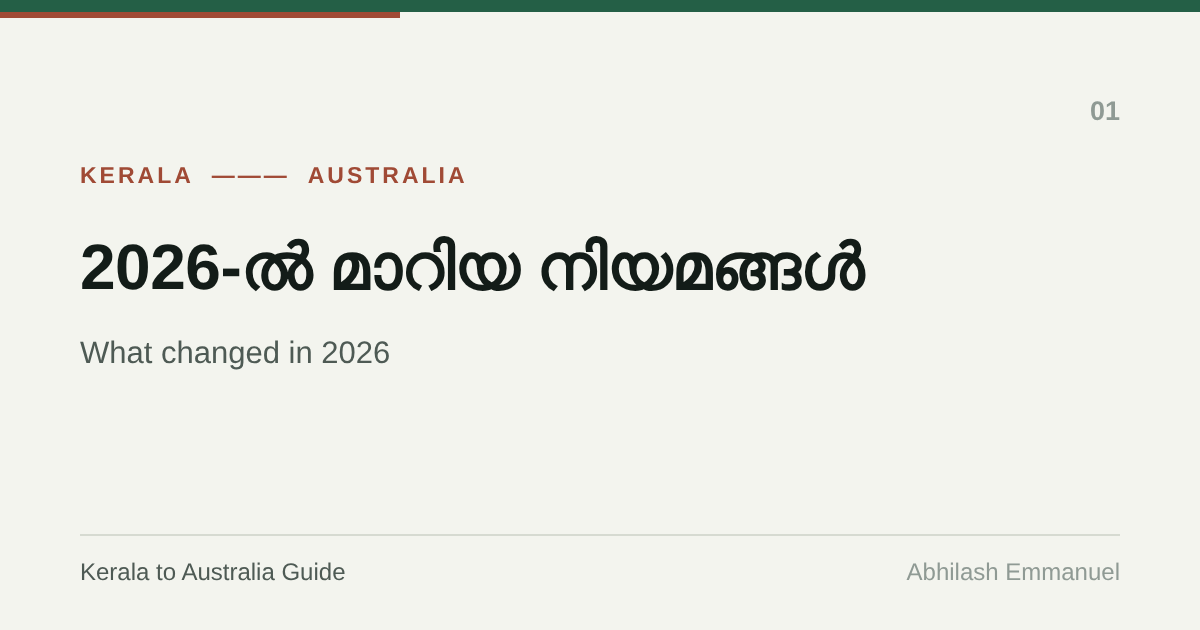 01
KERALA ——— AUSTRALIA
2026-ൽ മാറിയ നിയമങ്ങൾ
What changed in 2026
Kerala to Australia Guide
Abhilash Emmanuel